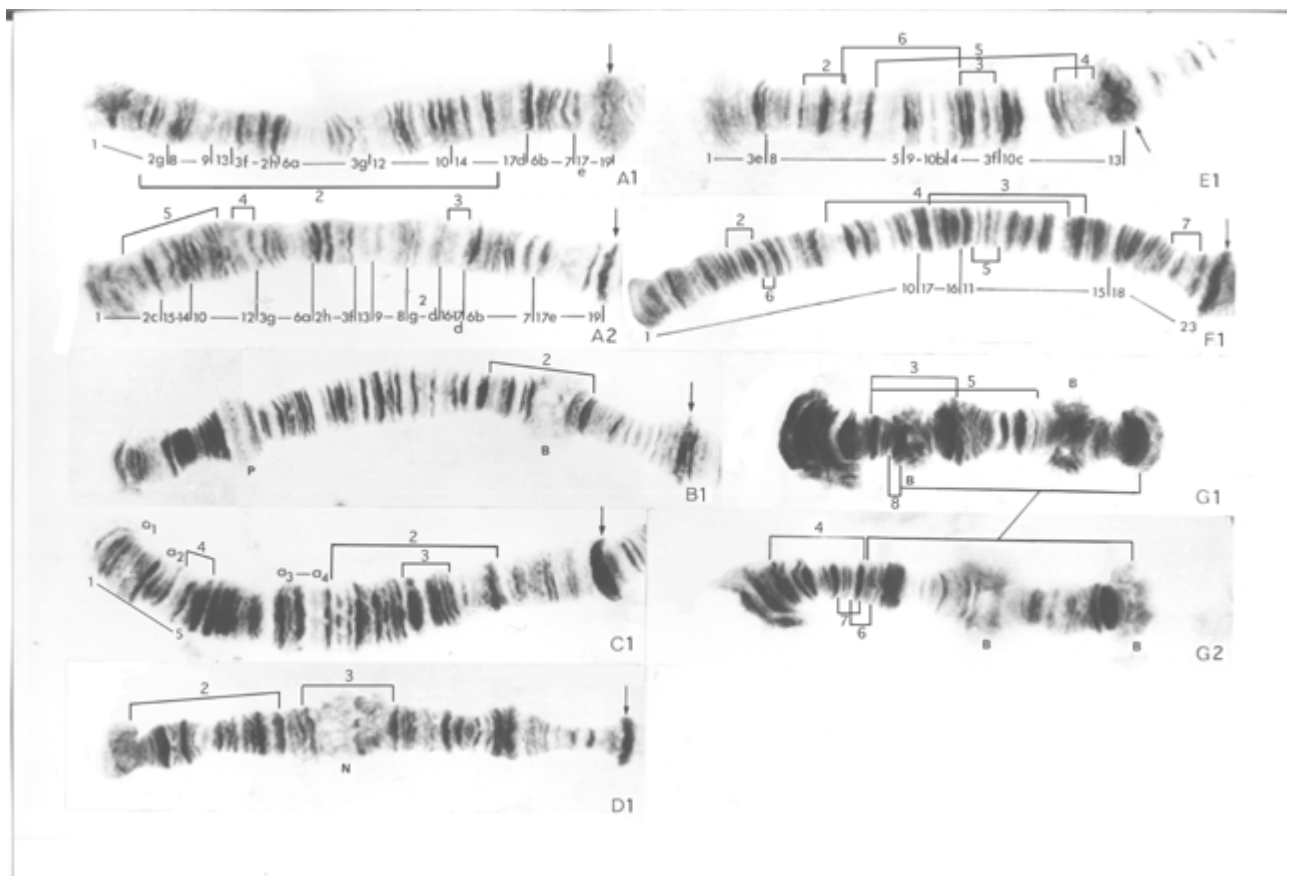 1 2g 8 9 13 3f - 2h 6a 3g 12 10 14 17d 6b 7 17 e 19
A1
2
5 4 3
1 2c 15 14 10 12 3g 6a 2h 3f 13 9 8 g 2 d 16 17 d 6b 7 17e 19
A2
2
P B
B1
a1 a2 4 a3 — a4 2 3
1 5
C1
2 3
N
D1
6 5
2 3 4
1 3e 8 5 9 - 10b 4 3f 10c 13
E1
4 3
2 7
6 5
1 10 17 16 11 15 18 23
F1
3 5 B
8 B
G1
4
7 6
B B
G2